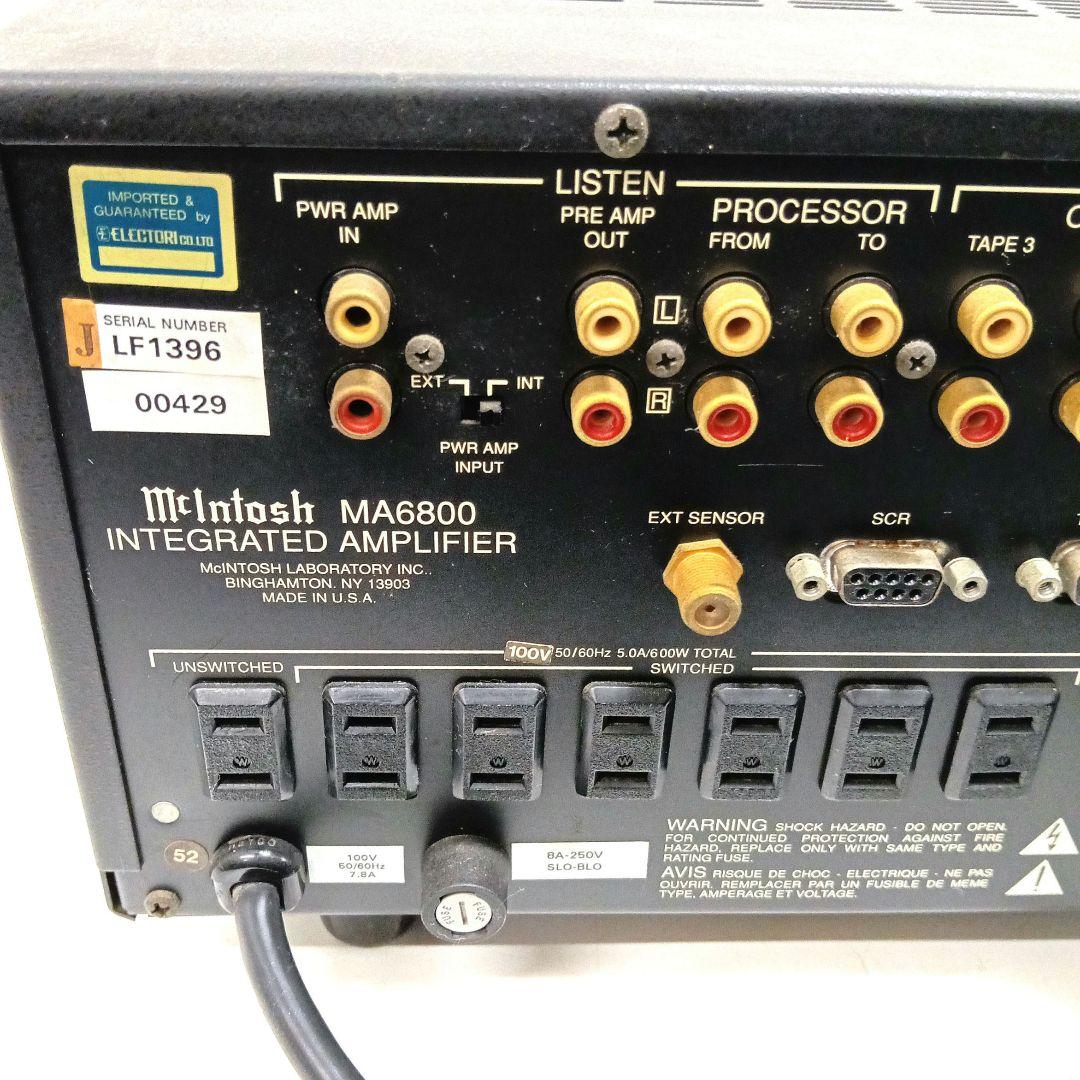 IMPORTED &
GUARANTEED by
ELECTORI CO.LTD
J
SERIAL NUMBER
LF1396
00429
LISTEN
PWR AMP
IN
PRE AMP
OUT
PROCESSOR
FROM TO
TAPE 3
L
R
EXT INT
PWR AMP
INPUT
McIntosh MA6800
INTEGRATED AMPLIFIER
McINTOSH LABORATORY INC.,
BINGHAMTON, NY 13903
MADE IN U.S.A.
EXT SENSOR
SCR
100V 50/60Hz 5.0A/600W TOTAL
UNSWITCHED
SWITCHED
W W W W W W W
52
100V
50/60Hz
7.8A
FUSE
FUSE
8A-250V
SLO-BLO
WARNING SHOCK HAZARD - DO NOT OPEN.
FOR CONTINUED PROTECTION AGAINST FIRE
HAZARD, REPLACE ONLY WITH SAME TYPE AND
RATING FUSE.
AVIS RISQUE DE CHOC - ELECTRIQUE - NE PAS
OUVRIR. REMPLACER PAR UN FUSIBLE DE MEME
TYPE, AMPERAGE ET VOLTAGE.